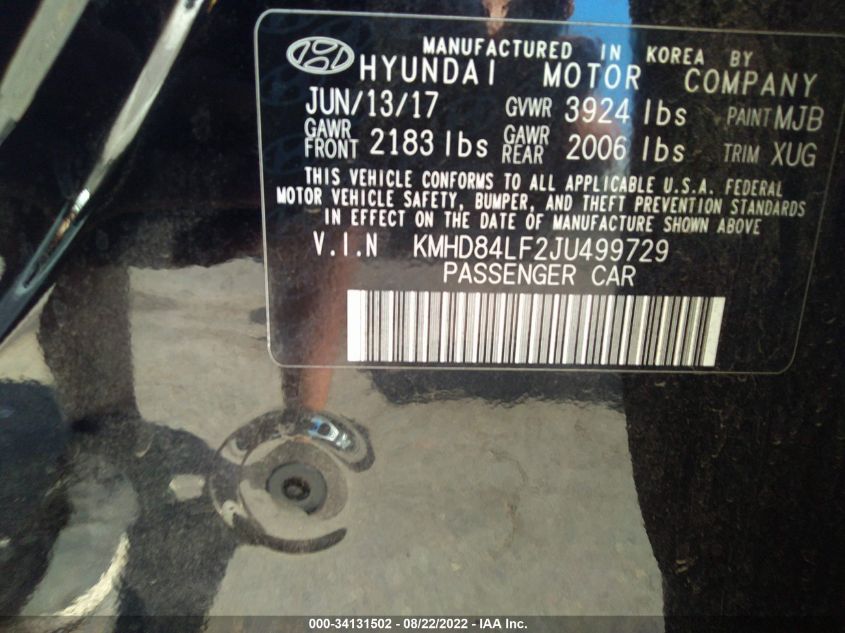 MANUFACTURED IN KOREA BY
HYUNDAI MOTOR COMPANY
JUN/13/17 GVWR 3924 lbs PAINT MJB
GAWR FRONT 2183 lbs GAWR REAR 2006 lbs TRIM XUG
THIS VEHICLE CONFORMS TO ALL APPLICABLE U.S.A. FEDERAL
MOTOR VEHICLE SAFETY, BUMPER, AND THEFT PREVENTION STANDARDS
IN EFFECT ON THE DATE OF MANUFACTURE SHOWN ABOVE
V.I.N KMHD84LF2JU499729
PASSENGER CAR
000-34131502 - 08/22/2022 - IAA Inc.